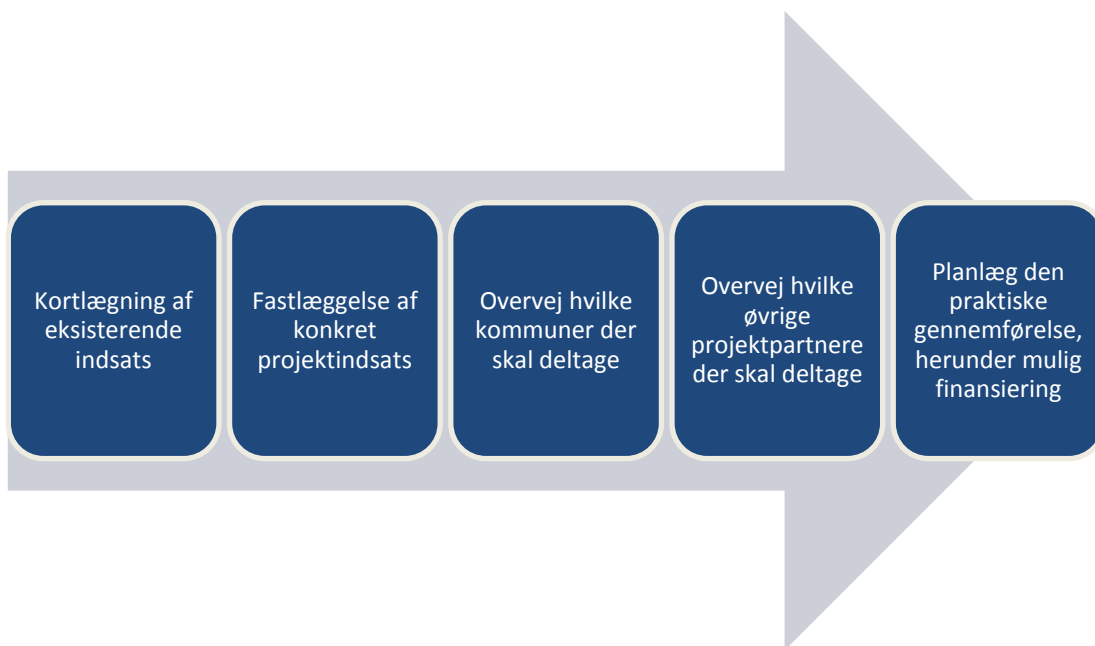 Kortlægning af
eksisterende
indsats
Fastlæggelse af
konkret
projektindsats
Overvej hvilke
kommuner der
skal deltage
Overvej hvilke
øvrige
projektpartnere
der skal deltage
Planlæg den
praktiske
gennemførelse,
herunder mulig
finansiering